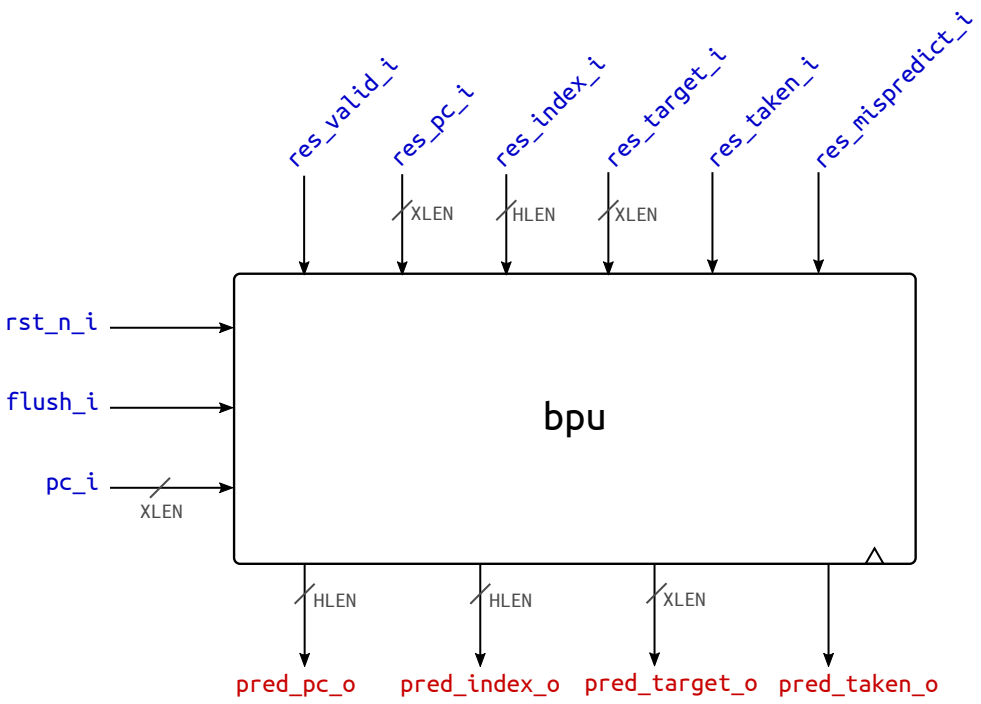 res_valid_i
res_pc_i
res_index_i
res_target_i
res_taken_i
res_mispredict_i
XLEN
HLEN
XLEN
rst_n_i
flush_i
bpu
pc_i
XLEN
HLEN
HLEN
XLEN
pred_pc_o
pred_index_o
pred_target_o
pred_taken_o